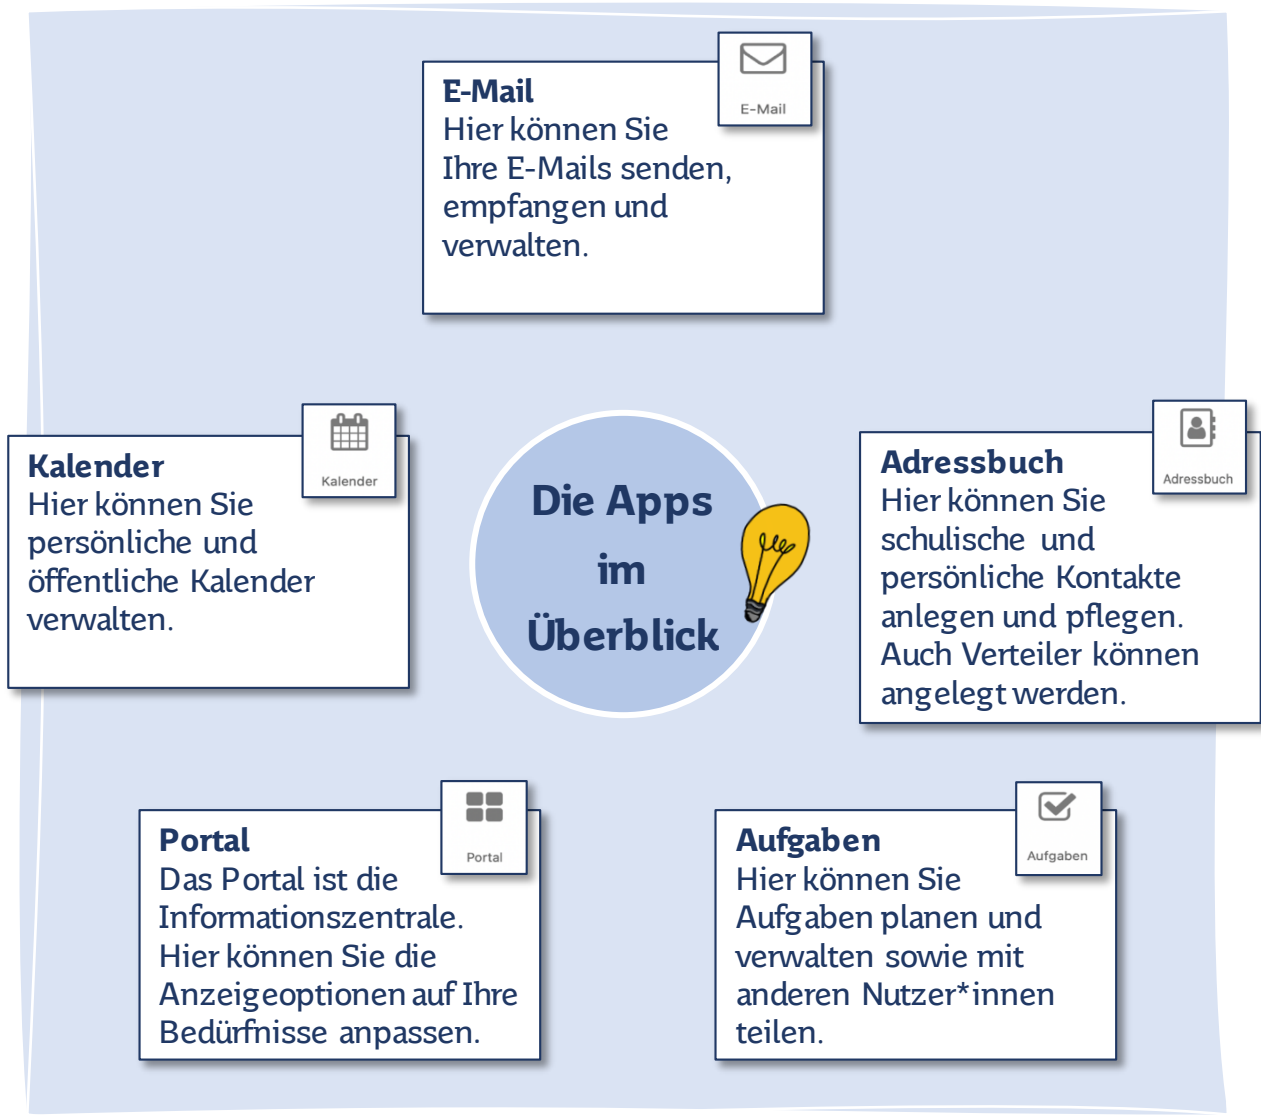 E-Mail
E-Mail
Hier können Sie
Ihre E-Mails senden,
empfangen und
verwalten.
Kalender
Kalender
Hier können Sie
persönliche und
öffentliche Kalender
verwalten.
Die Apps
im
Überblick
Adressbuch
Adressbuch
Hier können Sie
schulische und
persönliche Kontakte
anlegen und pflegen.
Auch Verteiler können
angelegt werden.
Portal
Portal
Das Portal ist die
Informationszentrale.
Hier können Sie die
Anzeigeoptionen auf Ihre
Bedürfnisse anpassen.
Aufgaben
Aufgaben
Hier können Sie
Aufgaben planen und
verwalten sowie mit
anderen Nutzer*innen
teilen.